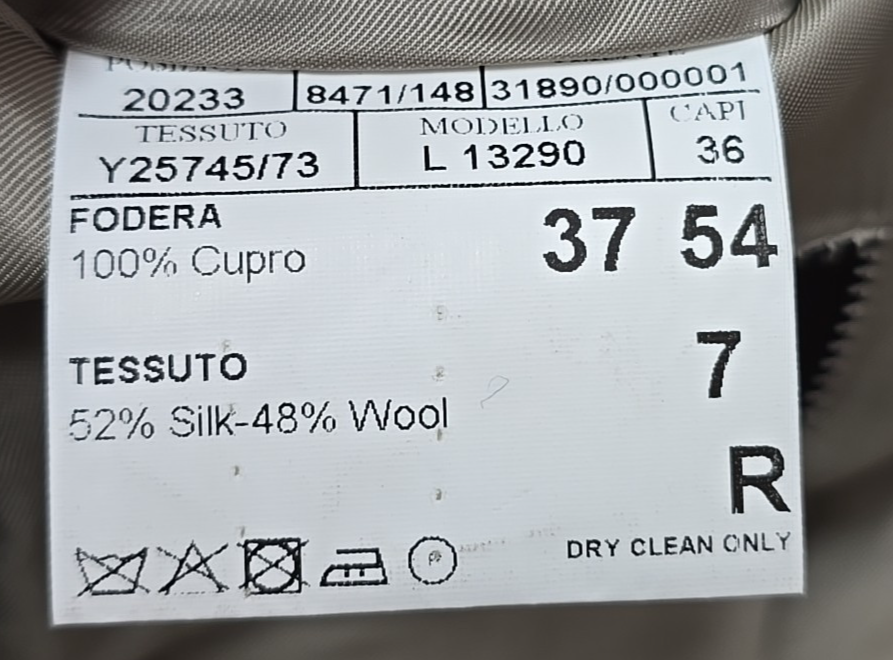 20233 8471/148 31890/000001
TESSUTO MODELLO CAPI
Y25745/73 L 13290 36
FODERA 37 54
100% Cupro
7
TESSUTO
52% Silk-48% Wool
R
DRY CLEAN ONLY
P